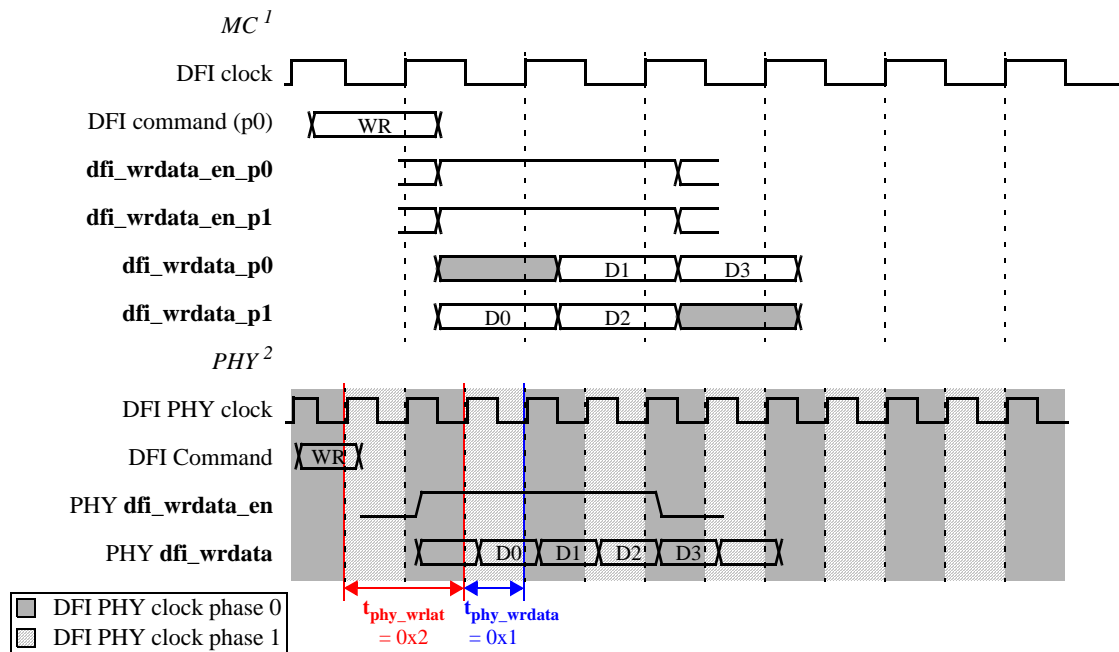 MC 1
DFI clock
DFI command (p0)
WR
dfi_wrdata_en_p0
dfi_wrdata_en_p1
dfi_wrdata_p0
D1
D3
dfi_wrdata_p1
D0
D2
PHY 2
DFI PHY clock
DFI Command
WR
PHY dfi_wrdata_en
PHY dfi_wrdata
D0
D1
D2
D3
DFI PHY clock phase 0
DFI PHY clock phase 1
tphy_wrlat
= 0x2
tphy_wrdata
= 0x1